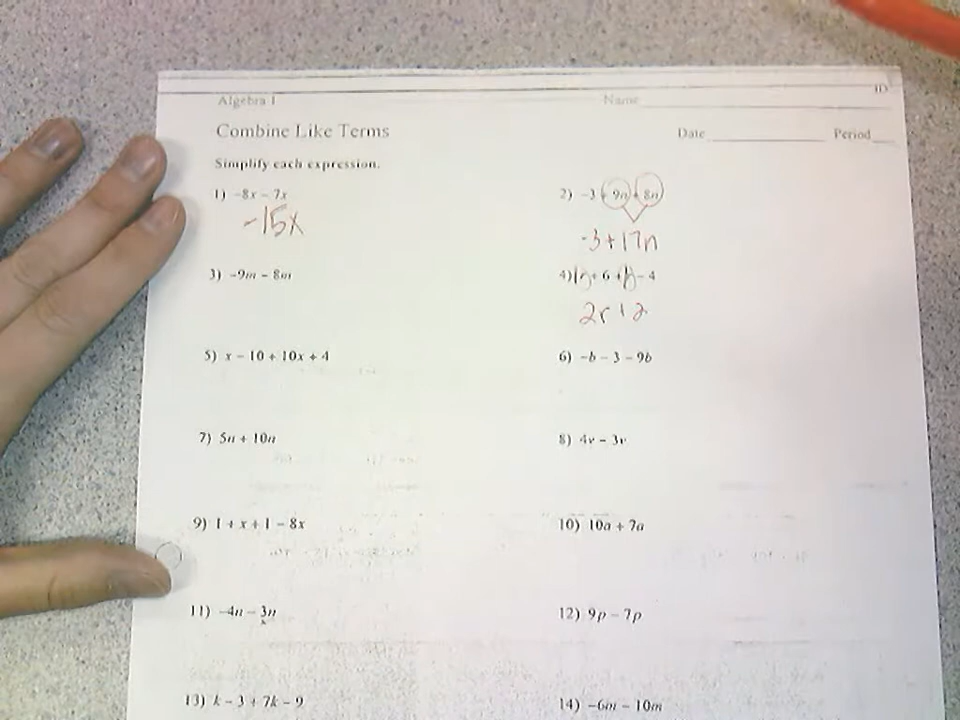 ID
Algebra 1 Name
Combine Like Terms Date Period
Simplify each expression.
1) -8x - 7x
-15x
2) -3 + 9n + 8n
-3+17n
3) -9m - 8m
4) r + 6 + r - 4
2r+2
5) x - 10 + 10x + 4
6) -b - 3 - 9b
7) 5n + 10n
8) 4v - 3v
9) 1 + x + 1 - 8x
10) 10a + 7a
11) -4n - 3n
12) 9p - 7p
13) k - 3 + 7k - 9
14) -6m - 10m